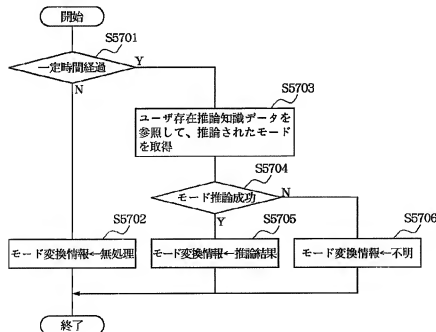 開始
S5701
一定時間経過
Y
N
S5703
ユーザ存在推論知識データを
参照して、推論されたモード
を取得
S5704
モード推論成功
N
Y
S5702
モード変換情報←無処理
S5705
モード変換情報←推論結果
S5706
モード変換情報←不明
終了